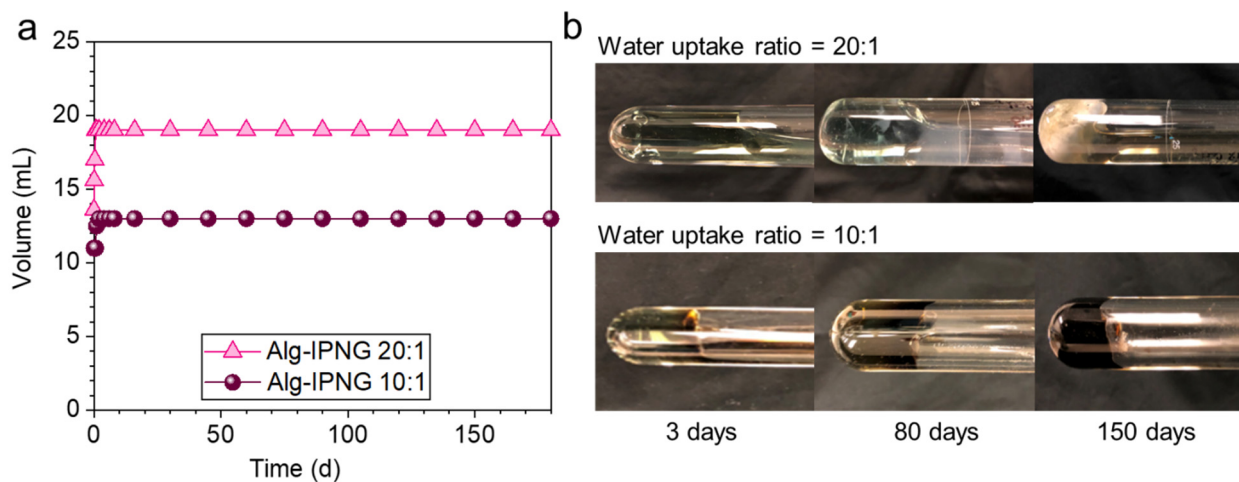 a
25
20
15
10
5
0
Volume (mL)
Alg-IPNG 20:1
Alg-IPNG 10:1
0 50 100 150
Time (d)
b
Water uptake ratio = 20:1
25
Water uptake ratio = 10:1
3 days 80 days 150 days